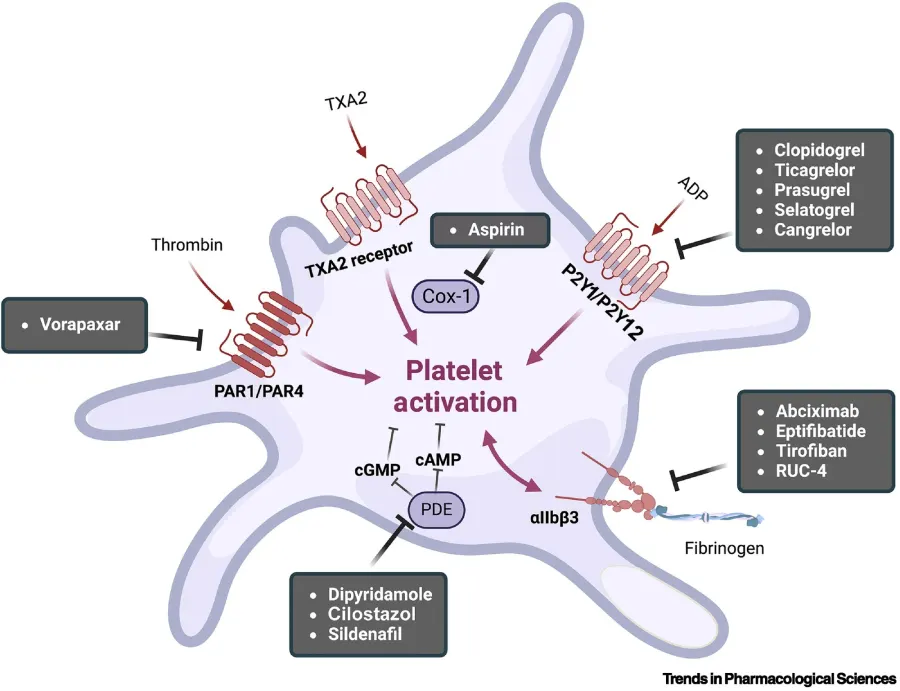 TXA2
TXA2 receptor
Thrombin
PAR1/PAR4
• Vorapaxar
• Aspirin
Cox-1
ADP
P2Y1/P2Y12
• Clopidogrel
• Ticagrelor
• Prasugrel
• Selatogrel
• Cangrelor
Platelet
activation
cGMP
cAMP
PDE
• Dipyridamole
• Cilostazol
• Sildenafil
αIIbβ3
Fibrinogen
• Abciximab
• Eptifibatide
• Tirofiban
• RUC-4
Trends in Pharmacological Sciences